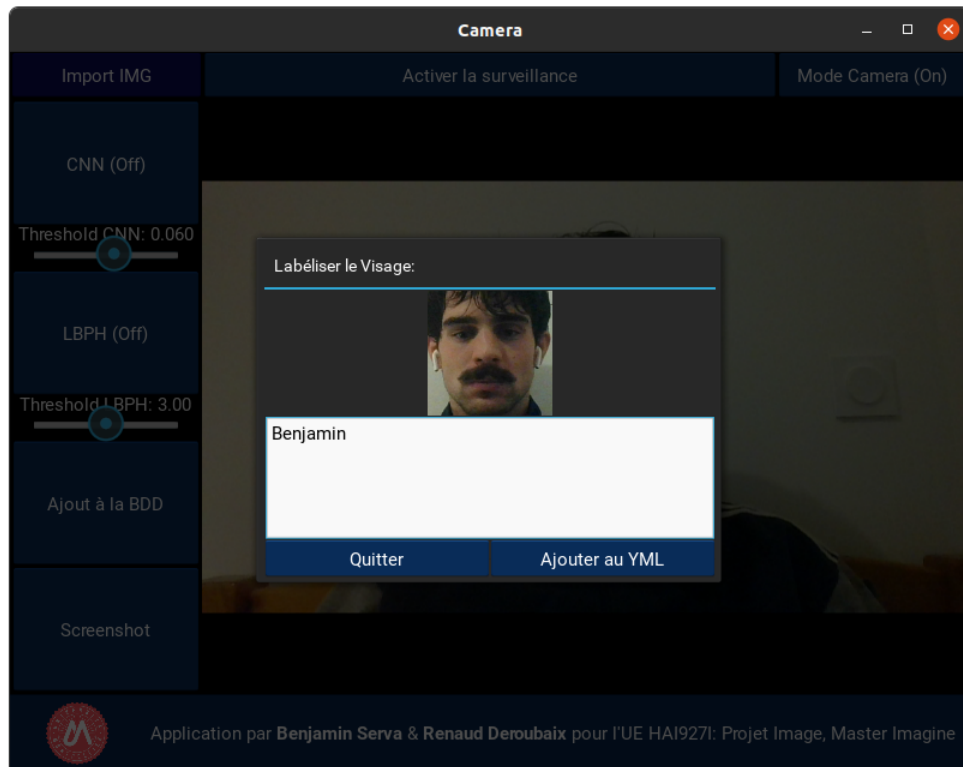 Camera
Import IMG
Activer la surveillance
Mode Camera (On)
CNN (Off)
Threshold CNN: 0.060
Labéliser le Visage:
LBPH (Off)
Threshold LBPH: 3.00
Benjamin
Ajout à la BDD
Quitter
Ajouter au YML
Screenshot
Application par Benjamin Serva & Renaud Deroubaix pour l'UE HAI927I: Projet Image, Master Imagine